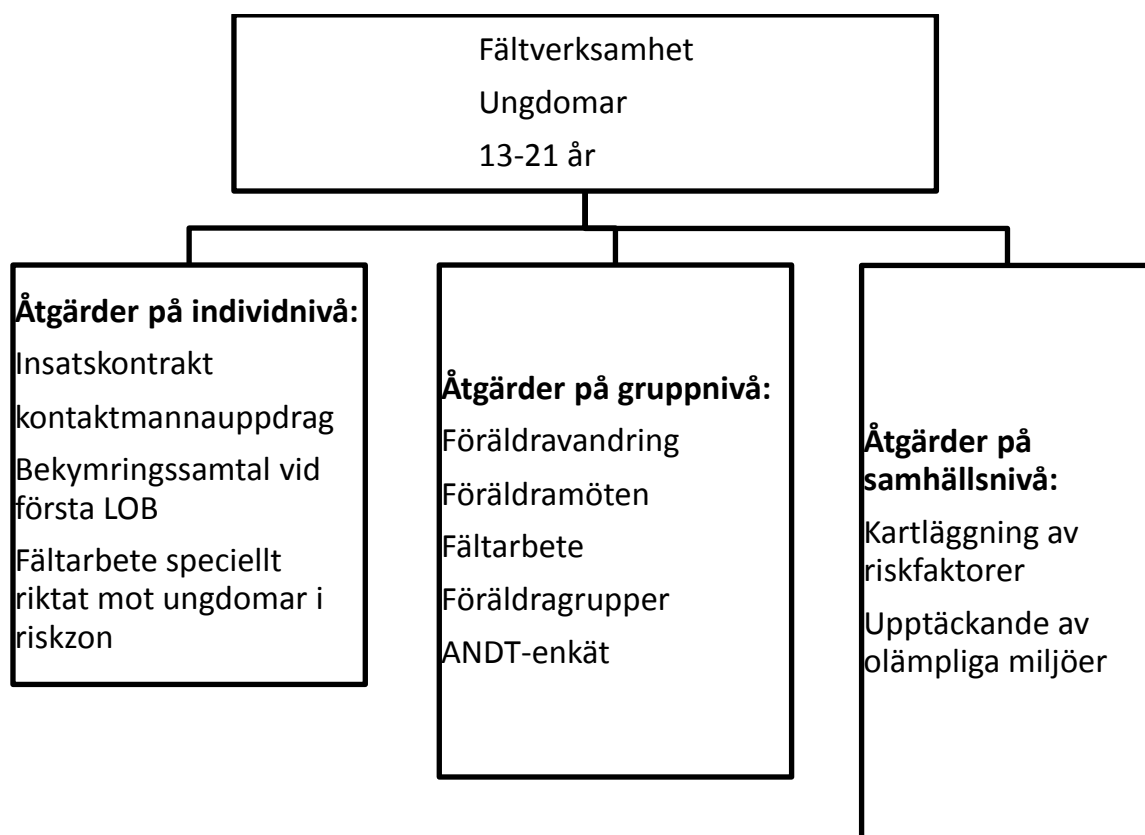 Fältverksamhet
Ungdomar
13-21 år
Åtgärder på individnivå:
Insatskontrakt
kontaktmannauppdrag
Bekymringssamtal vid
första LOB
Fältarbete speciellt
riktat mot ungdomar i
riskzon
Åtgärder på gruppnivå:
Föräldravandring
Föräldramöten
Fältarbete
Föräldragrupper
ANDT-enkät
Åtgärder på
samhällsnivå:
Kartläggning av
riskfaktorer
Upptäckande av
olämpliga miljöer